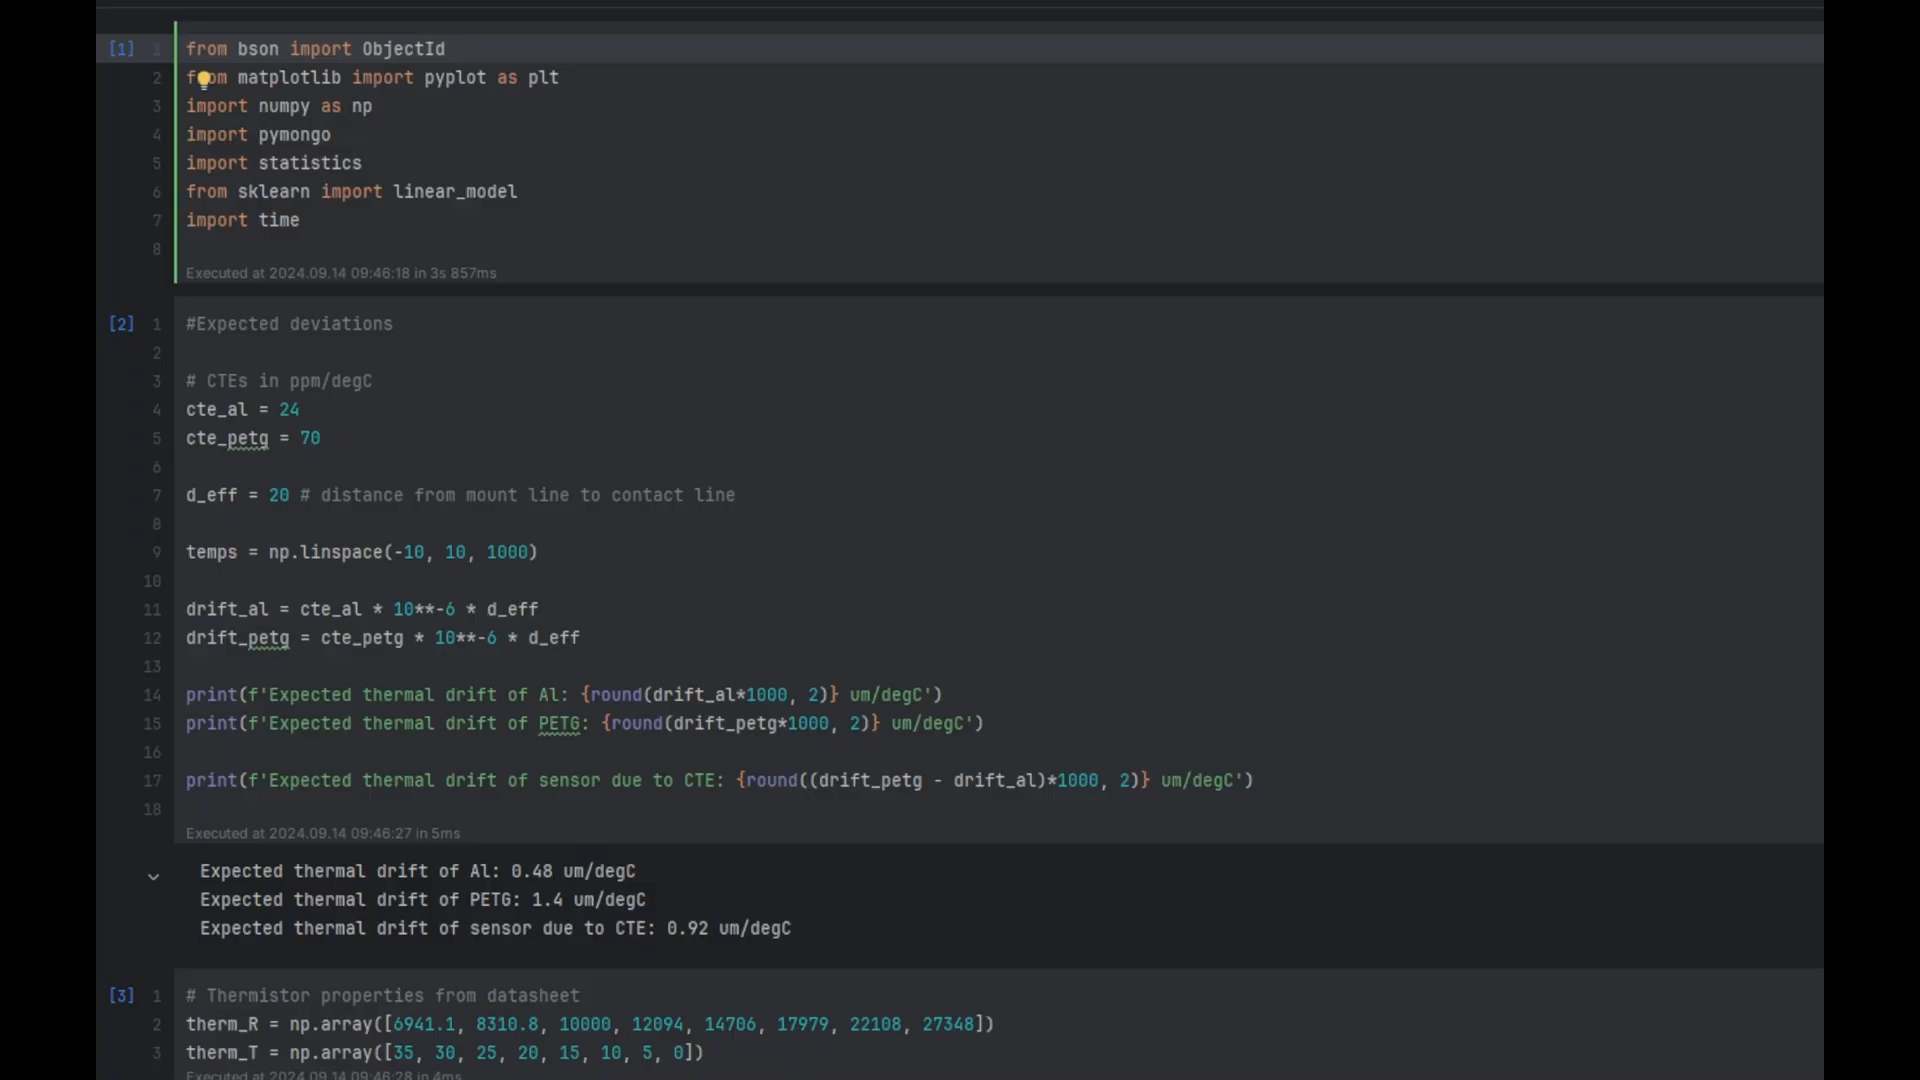 [1] 1 from bson import ObjectId
2 from matplotlib import pyplot as plt
3 import numpy as np
4 import pymongo
5 import statistics
6 from sklearn import linear_model
7 import time
8
Executed at 2024.09.14 09:46:18 in 3s 857ms
[2] 1 #Expected deviations
2
3 # CTEs in ppm/degC
4 cte_al = 24
5 cte_petg = 70
6
7 d_eff = 20 # distance from mount line to contact line
8
9 temps = np.linspace(-10, 10, 1000)
10
11 drift_al = cte_al * 10**-6 * d_eff
12 drift_petg = cte_petg * 10**-6 * d_eff
13
14 print(f'Expected thermal drift of Al: {round(drift_al*1000, 2)} um/degC')
15 print(f'Expected thermal drift of PETG: {round(drift_petg*1000, 2)} um/degC')
16
17 print(f'Expected thermal drift of sensor due to CTE: {round((drift_petg - drift_al)*1000, 2)} um/degC')
18
Executed at 2024.09.14 09:46:27 in 5ms
Expected thermal drift of Al: 0.48 um/degC
Expected thermal drift of PETG: 1.4 um/degC
Expected thermal drift of sensor due to CTE: 0.92 um/degC
[3] 1 # Thermistor properties from datasheet
2 therm_R = np.array([6941.1, 8310.8, 10000, 12094, 14706, 17979, 22108, 27348])
3 therm_T = np.array([35, 30, 25, 20, 15, 10, 5, 0])
Executed at 2024.09.14 09:46:28 in 4ms